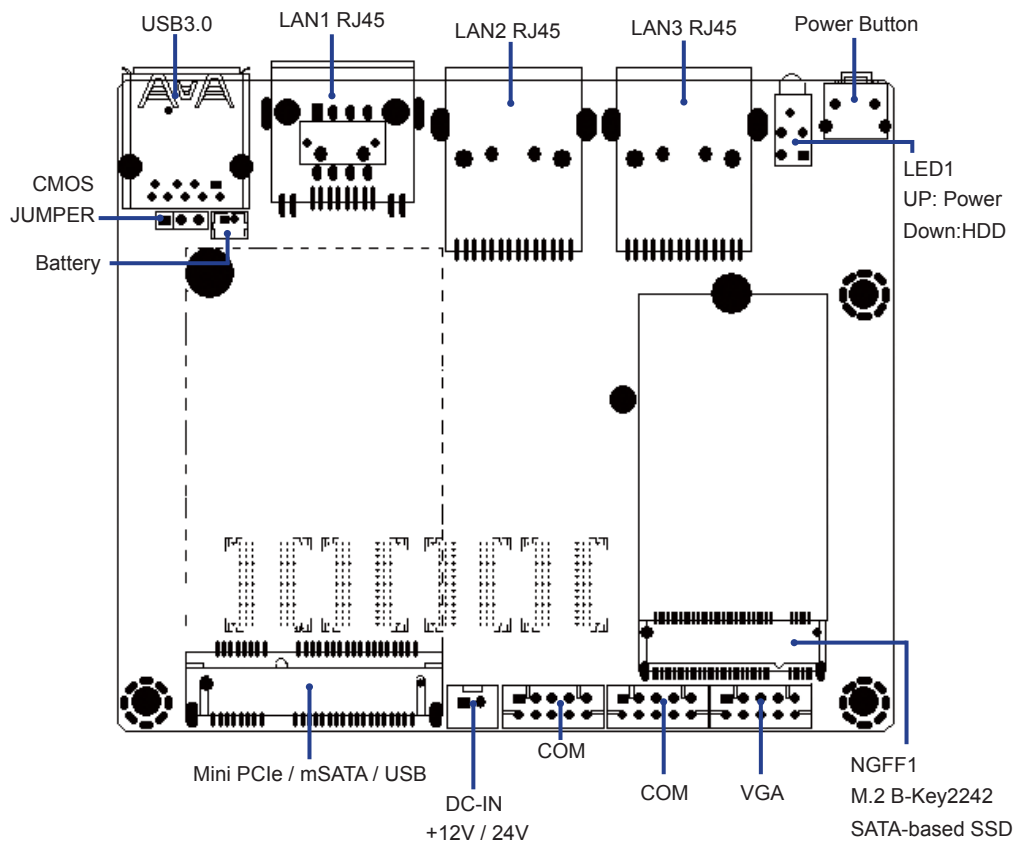 USB3.0
LAN1 RJ45
LAN2 RJ45
LAN3 RJ45
Power Button
CMOS
JUMPER
Battery
LED1
UP: Power
Down:HDD
Mini PCIe / mSATA / USB
DC-IN
+12V / 24V
COM
COM
VGA
NGFF1
M.2 B-Key2242
SATA-based SSD